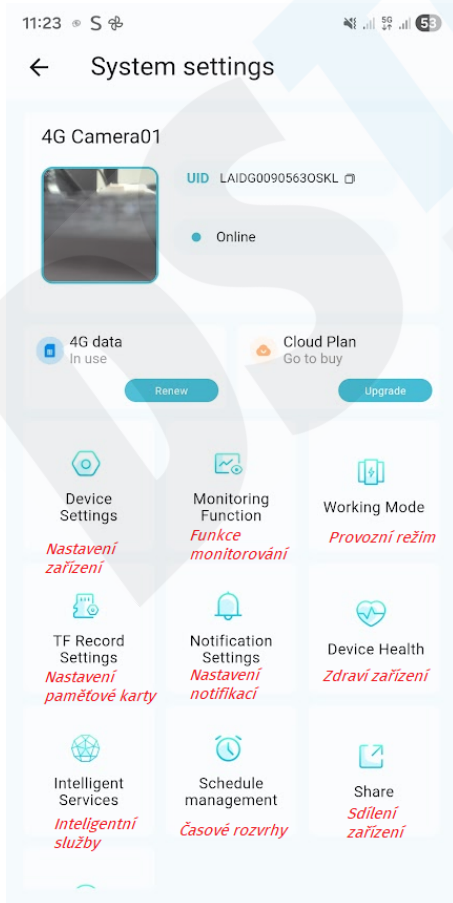 11:23 S 5G 53
System settings
4G Camera01
UID LAIDG0090563OSKL
Online
4G data
In use
Cloud Plan
Go to buy
Renew
Upgrade
Device
Settings
Nastavení
zařízení
Monitoring
Function
Funkce
monitorování
Working Mode
Provozní režim
TF Record
Settings
Nastavení
paměťové karty
Notification
Settings
Nastavení
notifikací
Device Health
Zdraví zařízení
Intelligent
Services
Inteligentní
služby
Schedule
management
Časové rozvrhy
Share
Sdílení
zařízení